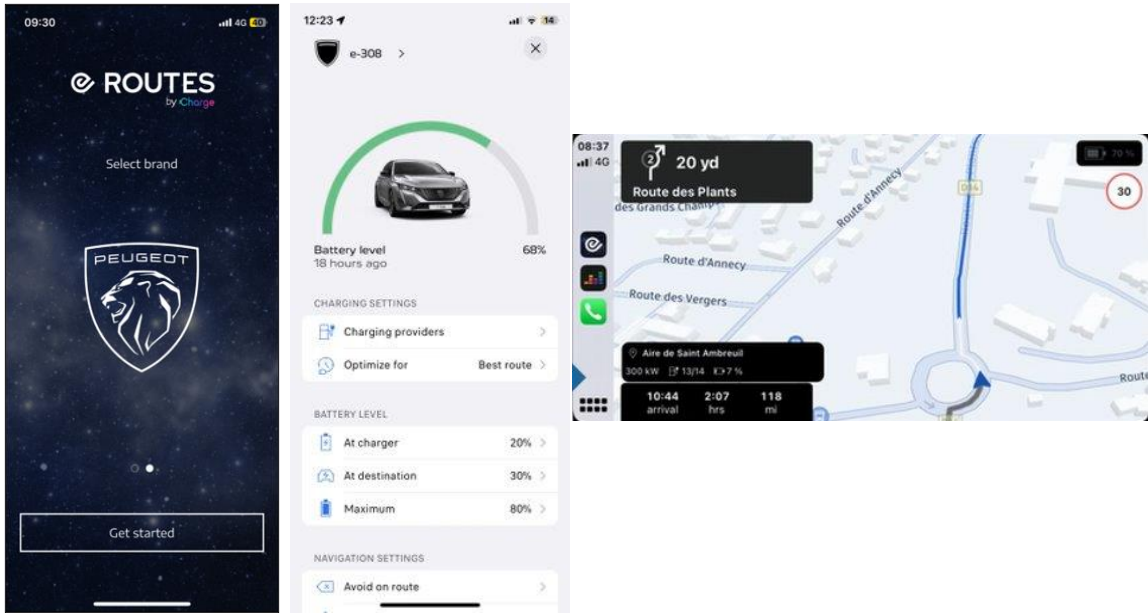 09:30
4G 40
ROUTES
by Charge
Select brand
PEUGEOT
Get started
12:23
14
e-308 >
Battery level 68%
18 hours ago
CHARGING SETTINGS
Charging providers
Optimize for Best route
BATTERY LEVEL
At charger 20%
At destination 30%
Maximum 80%
NAVIGATION SETTINGS
Avoid on route
08:37
4G
2 20 yd
Route des Plants
70 %
30
D14
des Grands Champs
Route d'Annecy
Route d'Annecy
Route des Vergers
Aire de Saint Ambreuil
300 kW 13/14 7 %
10:44 2:07 118
arrival hrs mi
Route